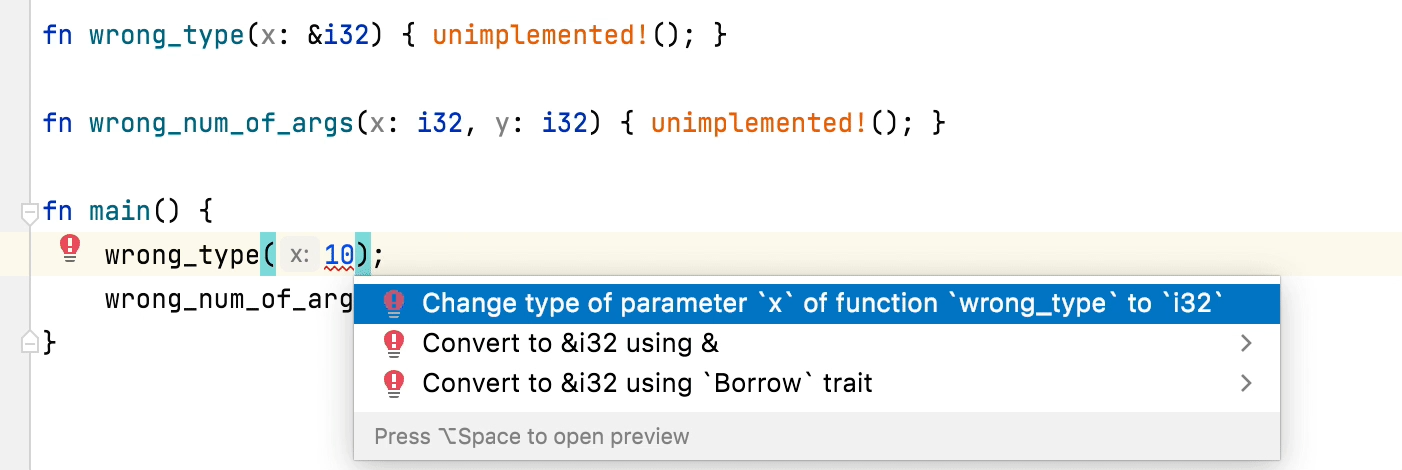 fn wrong_type(x: &i32) { unimplemented!(); }
fn wrong_num_of_args(x: i32, y: i32) { unimplemented!(); }
fn main() {
wrong_type( x: 10);
wrong_num_of_arg
}
Change type of parameter `x` of function `wrong_type` to `i32`
Convert to &i32 using &
Convert to &i32 using `Borrow` trait
Press ⌥Space to open preview